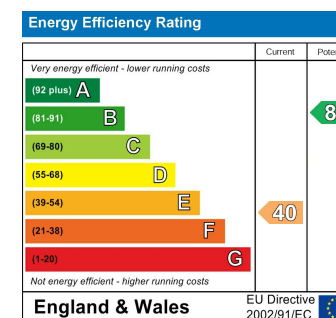 Energy Efficiency Rating
Current
Very energy efficient - lower running costs
(92 plus) A
(81-91) B
(69-80) C
(55-68) D
(39-54) E
40
(21-38) F
(1-20) G
Not energy efficient - higher running costs
England & Wales
EU Directive
2002/91/EC